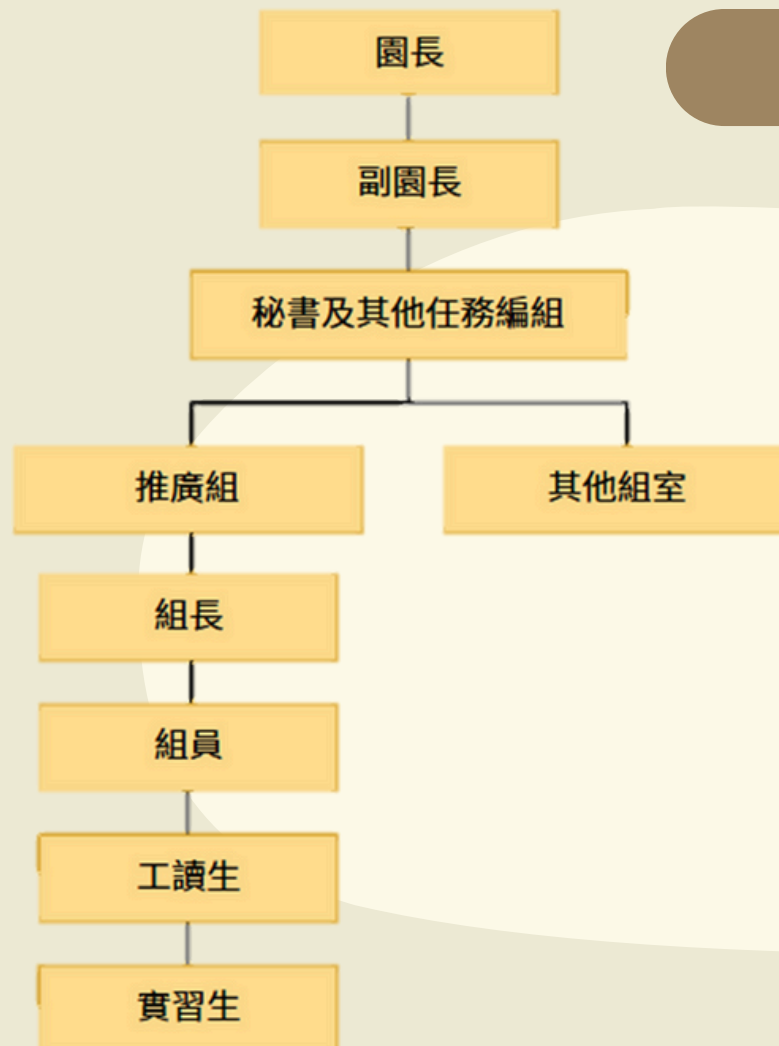 園長
副園長
秘書及其他任務編組
推廣組
其他組室
組長
組員
工讀生
實習生